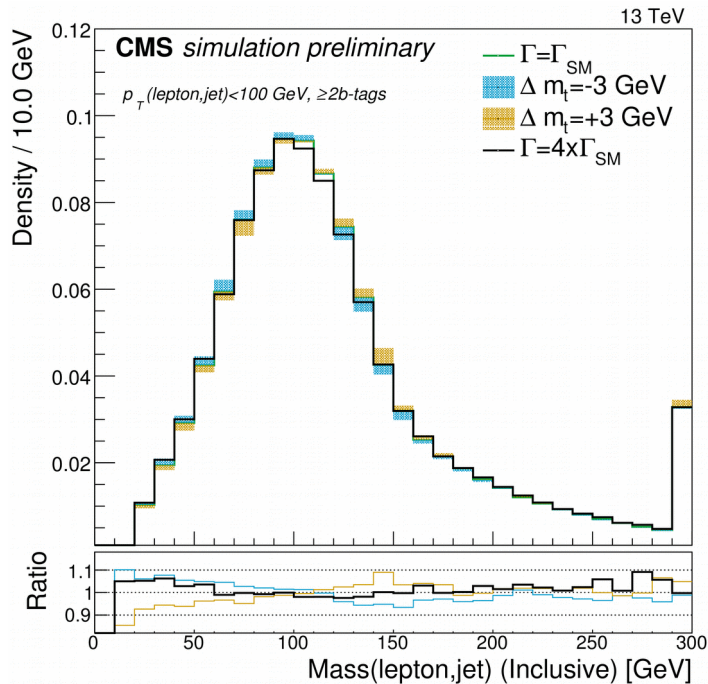 13 TeV
CMS simulation preliminary
p_T(lepton,jet)<100 GeV, ≥2b-tags
Γ=Γ_SM
Δ m_t=-3 GeV
Δ m_t=+3 GeV
Γ=4xΓ_SM
Density / 10.0 GeV
0.12
0.1
0.08
0.06
0.04
0.02
Ratio
1.1
1
0.9
0 50 100 150 200 250 300
Mass(lepton,jet) (Inclusive) [GeV]